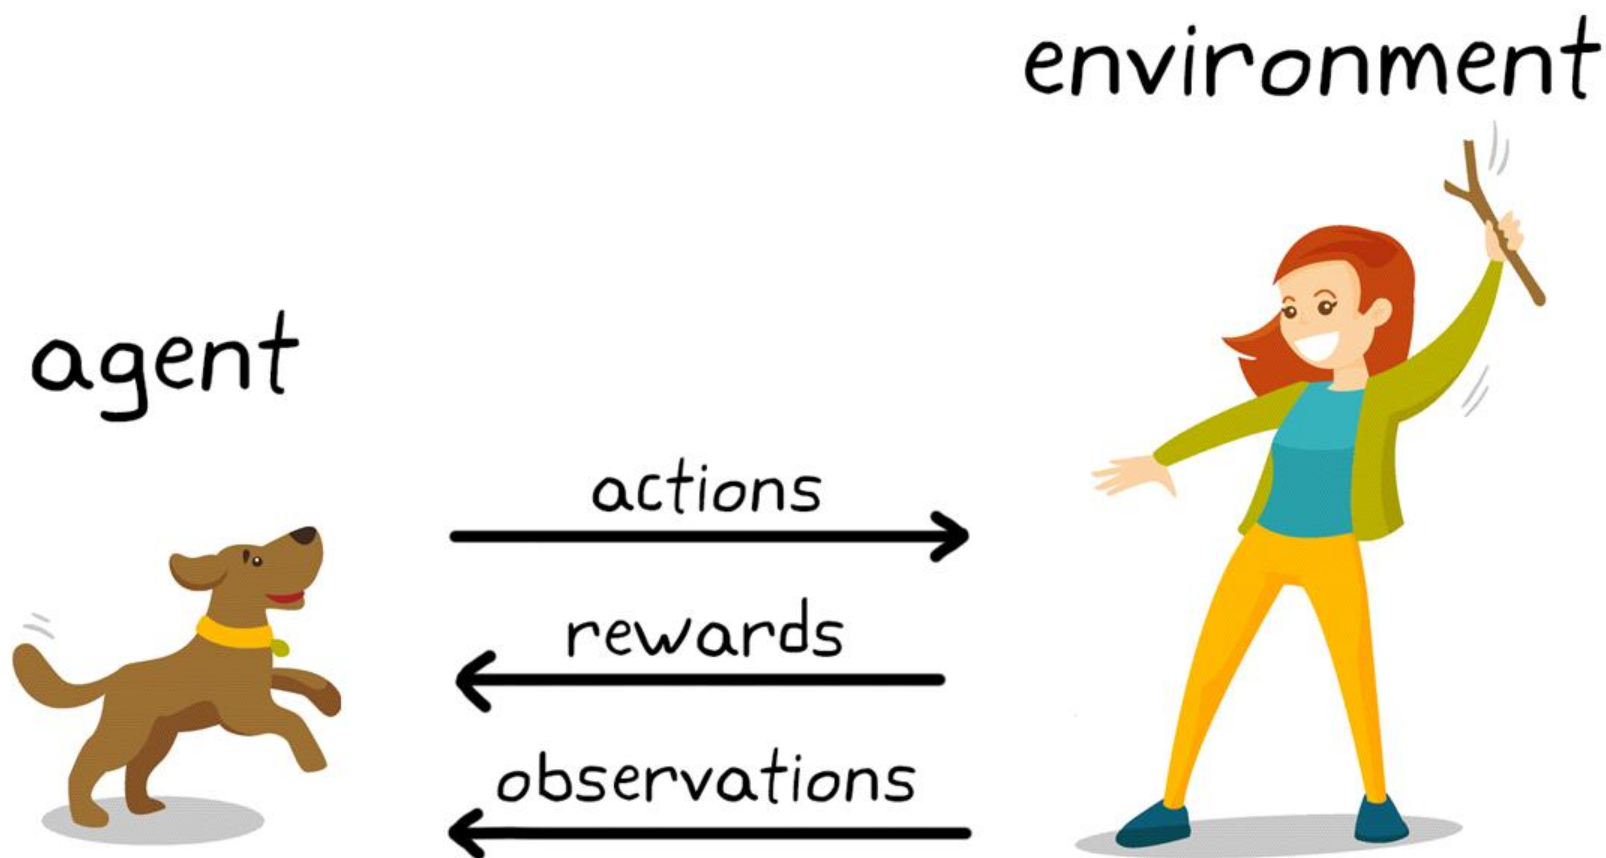 environment
agent
actions
rewards
observations